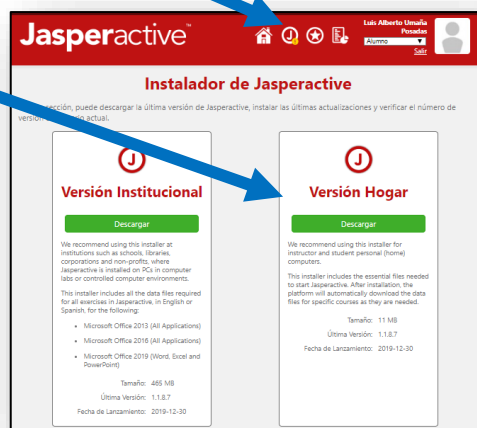 Jasperactive™
Luis Alberto Umaña
Posadas
Alumno
Salir
Instalador de Jasperactive
sección, puede descargar la última versión de Jasperactive, instalar las últimas actualizaciones y verificar el número de
actual.
J
Versión Institucional
Descargar
We recommend using this installer at
institutions such as schools, libraries,
corporations and non-profits, where
Jasperactive is installed on PCs in computer
labs or controlled computer environments.
This installer includes all the data files required
for all exercises in Jasperactive, in English or
Spanish, for the following:
• Microsoft Office 2013 (All Applications)
• Microsoft Office 2016 (All Applications)
• Microsoft Office 2019 (Word, Excel and
PowerPoint)
Tamaño: 465 MB
Última Versión: 1.1.8.7
Fecha de Lanzamiento: 2019-12-30
J
Versión Hogar
Descargar
We recommend using this installer for
instructor and student personal (home)
computers.
This installer includes the essential files needed
to start Jasperactive. After installation, the
platform will automatically download the data
files for specific courses as they are needed.
Tamaño: 11 MB
Última Versión: 1.1.8.7
Fecha de Lanzamiento: 2019-12-30